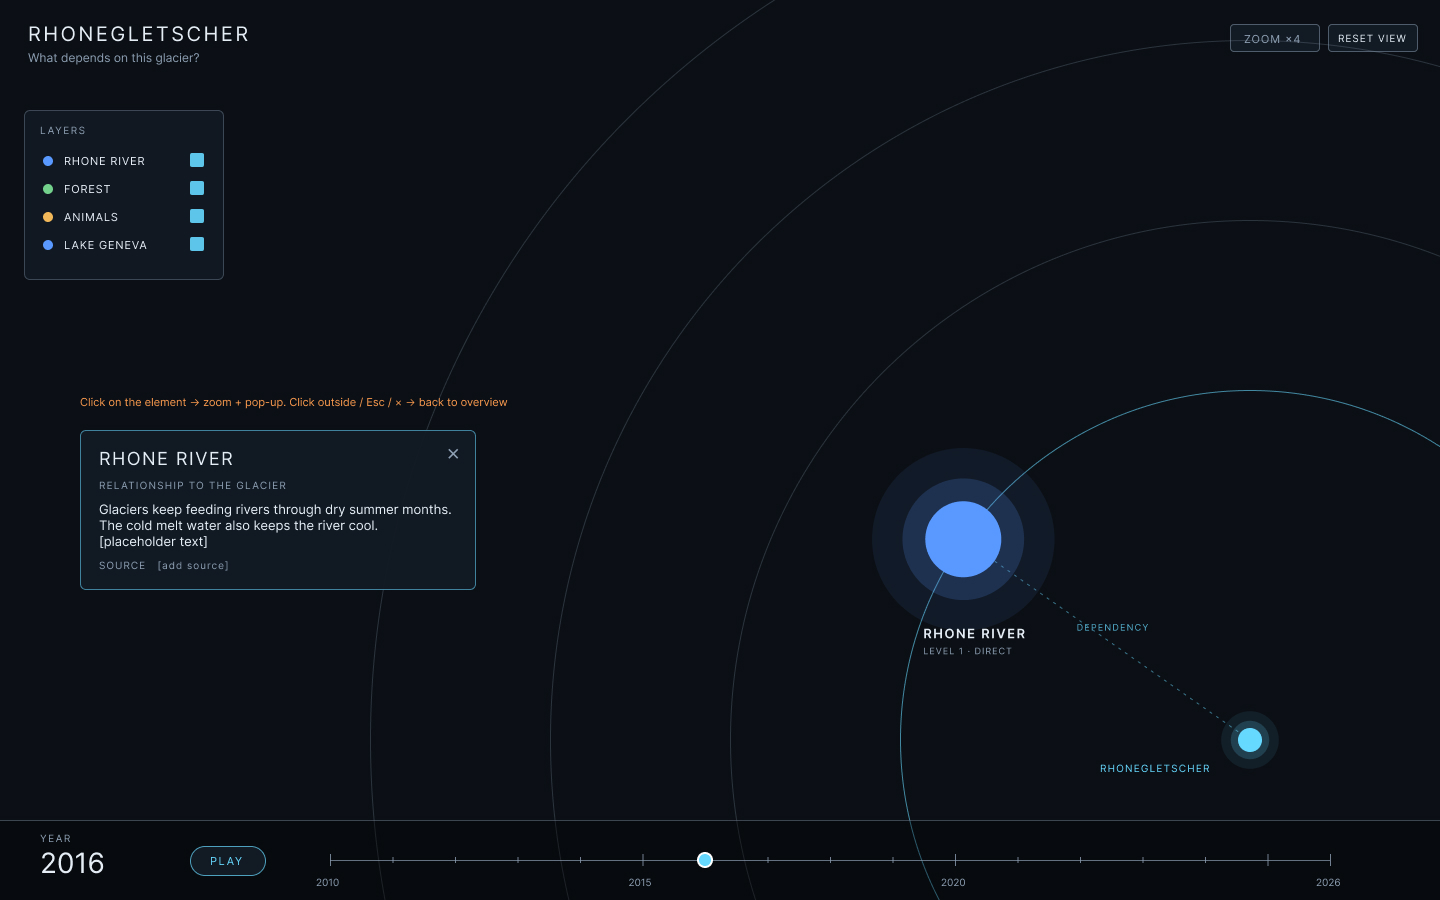 RHONEGLETSCHER
What depends on this glacier?
ZOOM ×4
RESET VIEW
LAYERS
RHONE RIVER
FOREST
ANIMALS
LAKE GENEVA
Click on the element → zoom + pop-up. Click outside / Esc / × → back to overview
RHONE RIVER
×
RELATIONSHIP TO THE GLACIER
Glaciers keep feeding rivers through dry summer months.
The cold melt water also keeps the river cool.
[placeholder text]
SOURCE [add source]
RHONE RIVER
LEVEL 1 · DIRECT
DEPENDENCY
RHONEGLETSCHER
YEAR
2016
PLAY
2010
2015
2020
2026